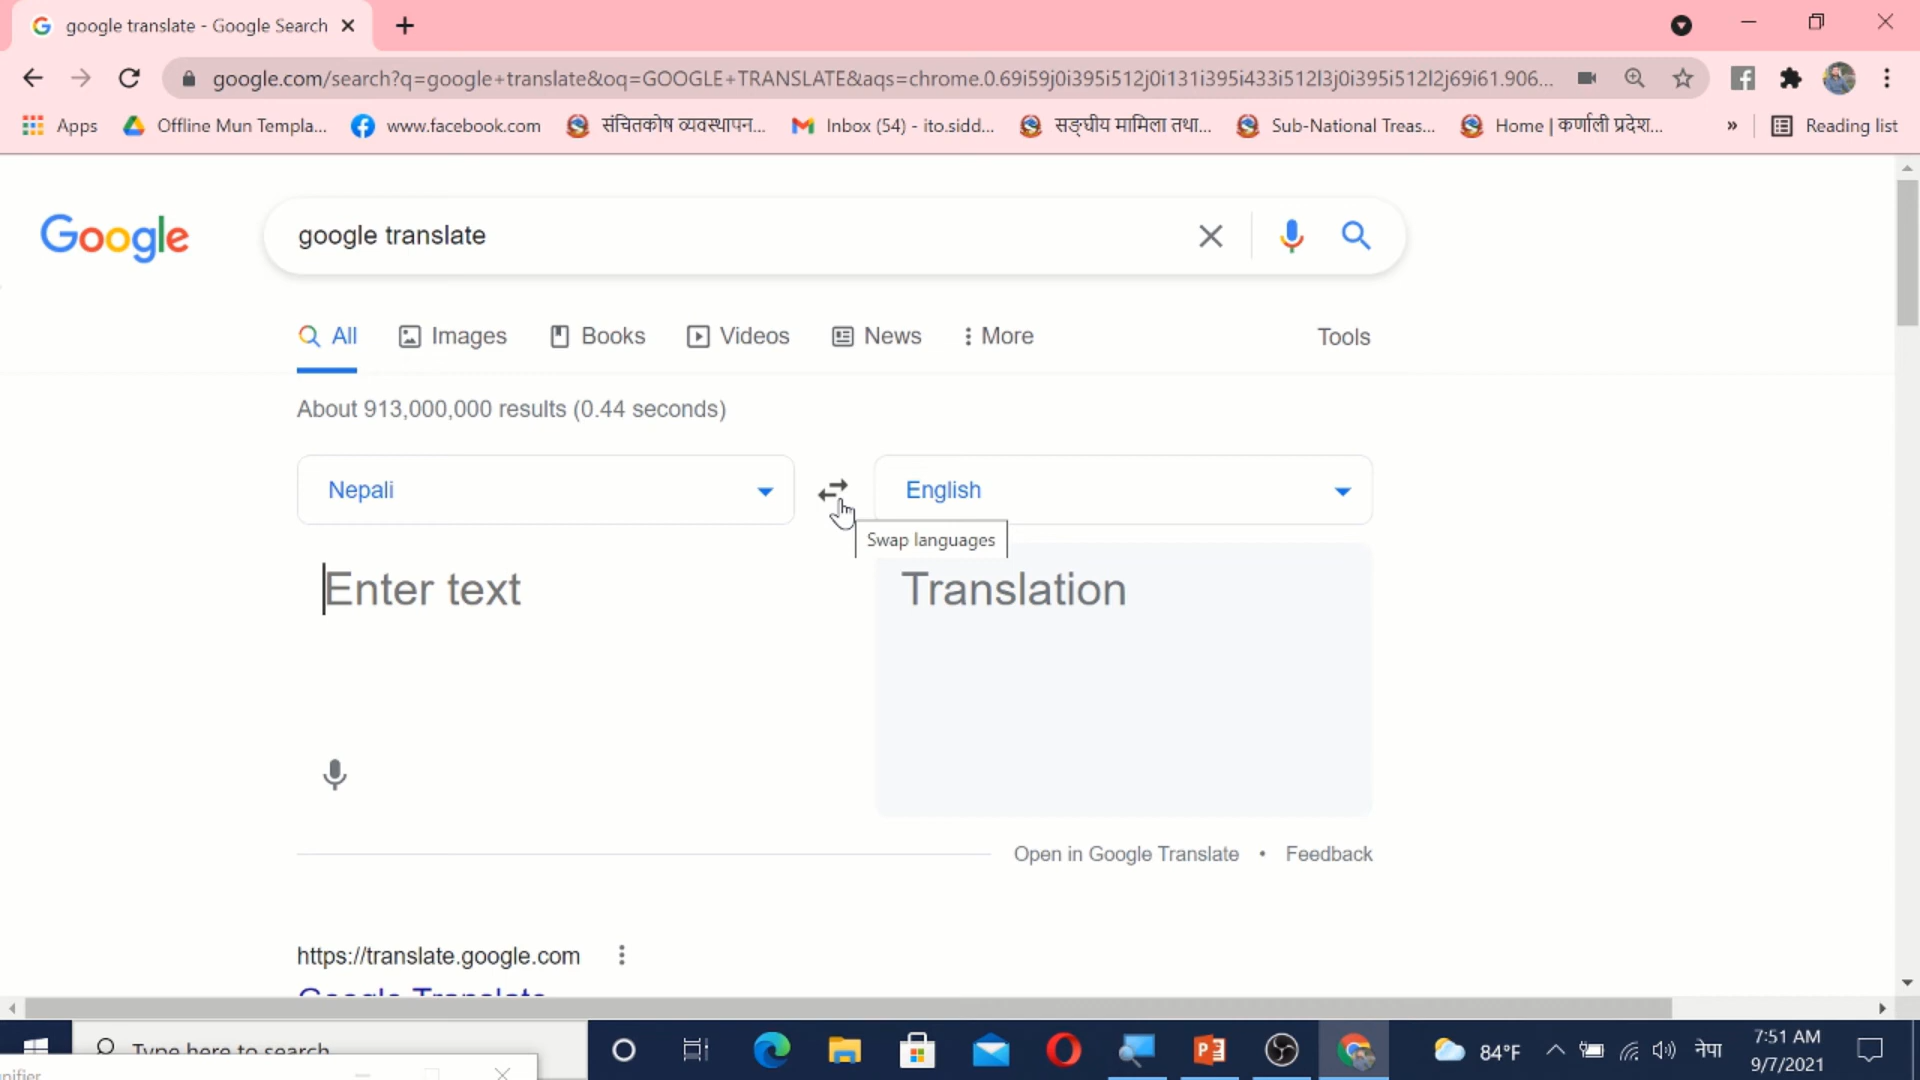 google translate - Google Search
google.com/search?q=google+translate&oq=GOOGLE+TRANSLATE&aqs=chrome.0.69i59j0i395i512j0i131i395i433i512l3j0i395i512l2j69i61.906...
Apps Offline Mun Templa... www.facebook.com संचितकोष व्यवस्थापन... Inbox (54) - ito.sidd... सङ्घीय मामिला तथा... Sub-National Treas... Home | कर्णाली प्रदेश... » Reading list
Google google translate
All Images Books Videos News More Tools
About 913,000,000 results (0.44 seconds)
Nepali English
Swap languages
Enter text Translation
Open in Google Translate • Feedback
https://translate.google.com
Google Translate
Type here to search 84°F नेपा 7:51 AM
9/7/2021